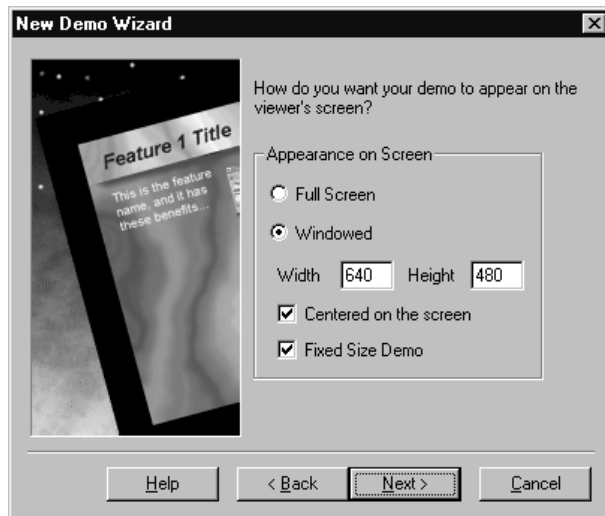 New Demo Wizard
Feature 1 Title
This is the feature
name, and it has
these benefits...
How do you want your demo to appear on the
viewer's screen?
Appearance on Screen
Full Screen
Windowed
Width 640 Height 480
Centered on the screen
Fixed Size Demo
Help < Back Next > Cancel